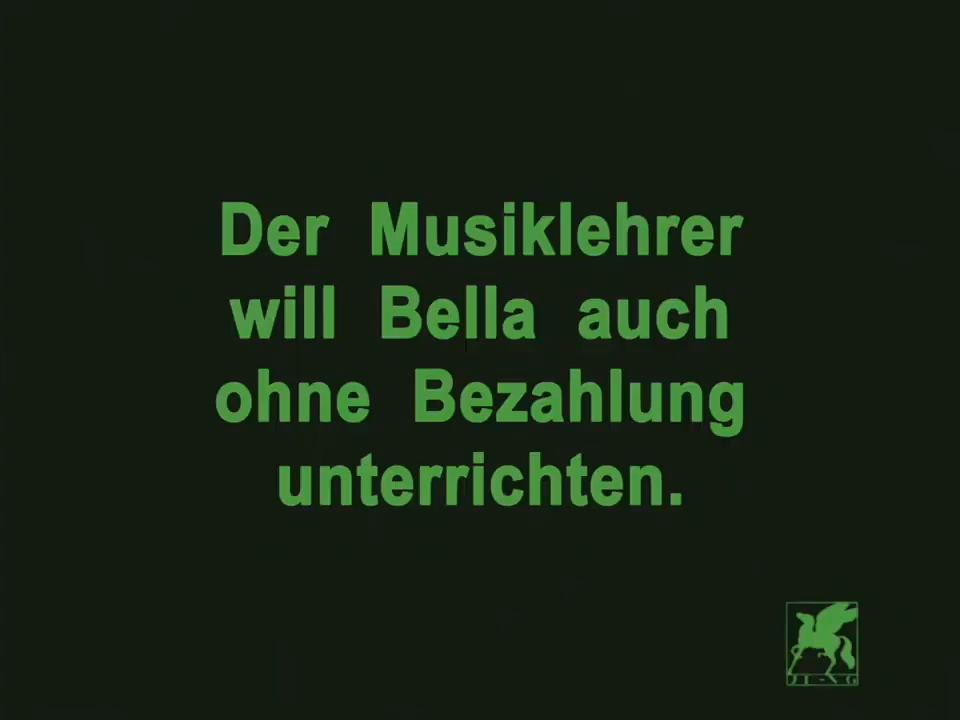 Der Musiklehrer
will Bella auch
ohne Bezahlung
unterrichten.